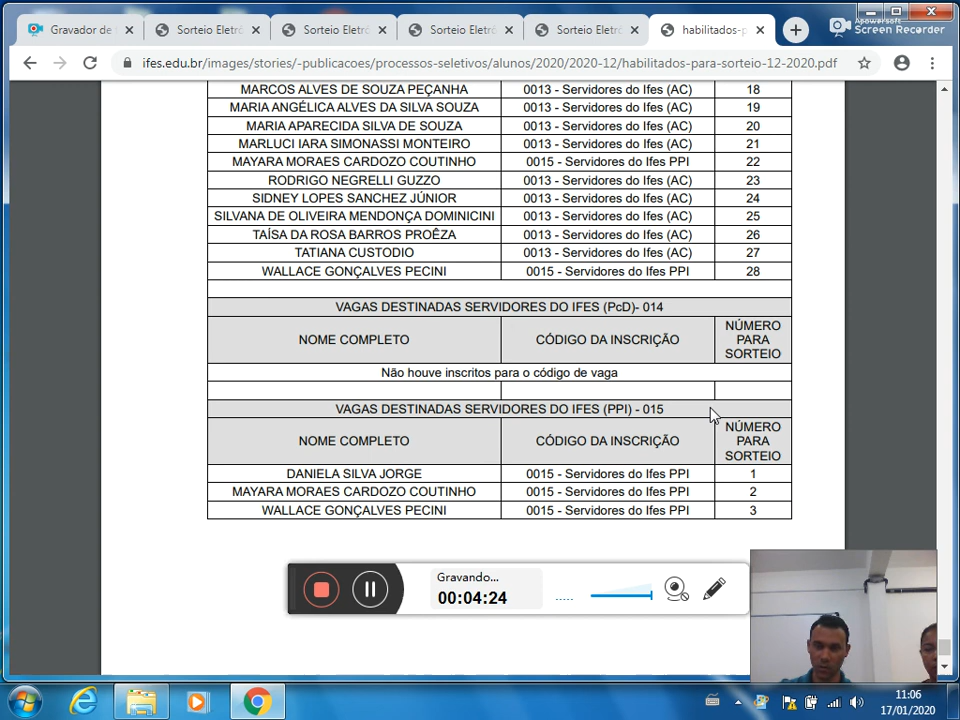 Apowersoft
Screen Recorder
Gravador de
Sorteio Eletrô
Sorteio Eletrô
Sorteio Eletrô
Sorteio Eletrô
habilitados-p
ifes.edu.br/images/stories/-publicacoes/processos-seletivos/alunos/2020/2020-12/habilitados-para-sorteio-12-2020.pdf
MARCOS ALVES DE SOUZA PEÇANHA 0013 - Servidores do Ifes (AC) 18
MARIA ANGÉLICA ALVES DA SILVA SOUZA 0013 - Servidores do Ifes (AC) 19
MARIA APARECIDA SILVA DE SOUZA 0013 - Servidores do Ifes (AC) 20
MARLUCI IARA SIMONASSI MONTEIRO 0013 - Servidores do Ifes (AC) 21
MAYARA MORAES CARDOZO COUTINHO 0015 - Servidores do Ifes PPI 22
RODRIGO NEGRELLI GUZZO 0013 - Servidores do Ifes (AC) 23
SIDNEY LOPES SANCHEZ JÚNIOR 0013 - Servidores do Ifes (AC) 24
SILVANA DE OLIVEIRA MENDONÇA DOMINICINI 0013 - Servidores do Ifes (AC) 25
TAÍSA DA ROSA BARROS PROÊZA 0013 - Servidores do Ifes (AC) 26
TATIANA CUSTODIO 0013 - Servidores do Ifes (AC) 27
WALLACE GONÇALVES PECINI 0015 - Servidores do Ifes PPI 28
VAGAS DESTINADAS SERVIDORES DO IFES (PcD)- 014
NOME COMPLETO CÓDIGO DA INSCRIÇÃO NÚMERO
PARA
SORTEIO
Não houve inscritos para o código de vaga
VAGAS DESTINADAS SERVIDORES DO IFES (PPI) - 015
NOME COMPLETO CÓDIGO DA INSCRIÇÃO NÚMERO
PARA
SORTEIO
DANIELA SILVA JORGE 0015 - Servidores do Ifes PPI 1
MAYARA MORAES CARDOZO COUTINHO 0015 - Servidores do Ifes PPI 2
WALLACE GONÇALVES PECINI 0015 - Servidores do Ifes PPI 3
Gravando...
00:04:24
11:06
17/01/2020